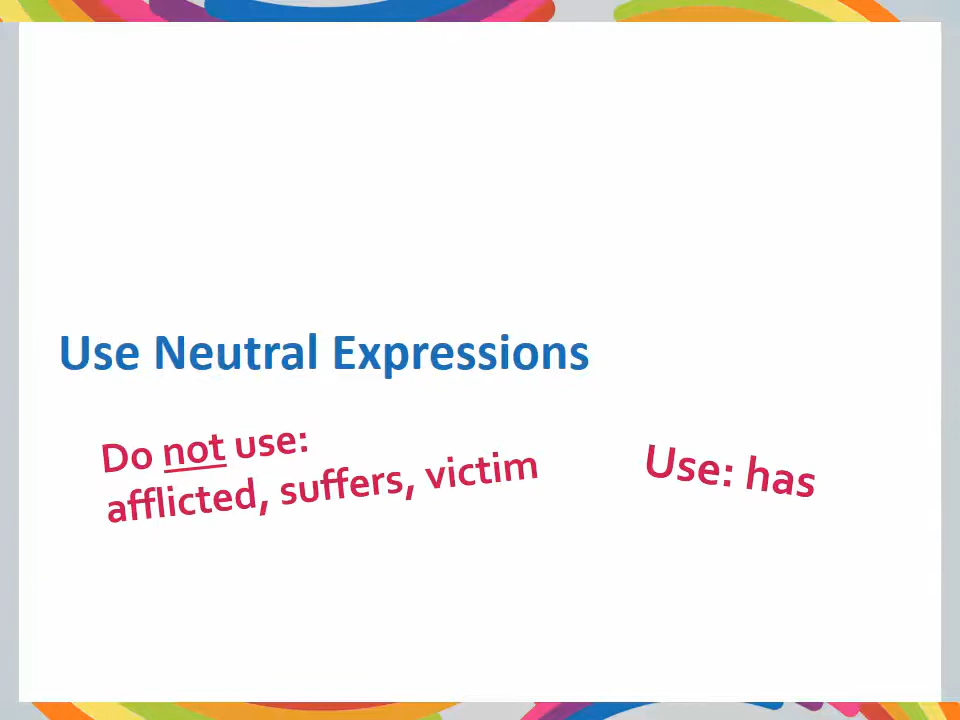 Use Neutral Expressions
Do not use:
afflicted, suffers, victim
Use: has